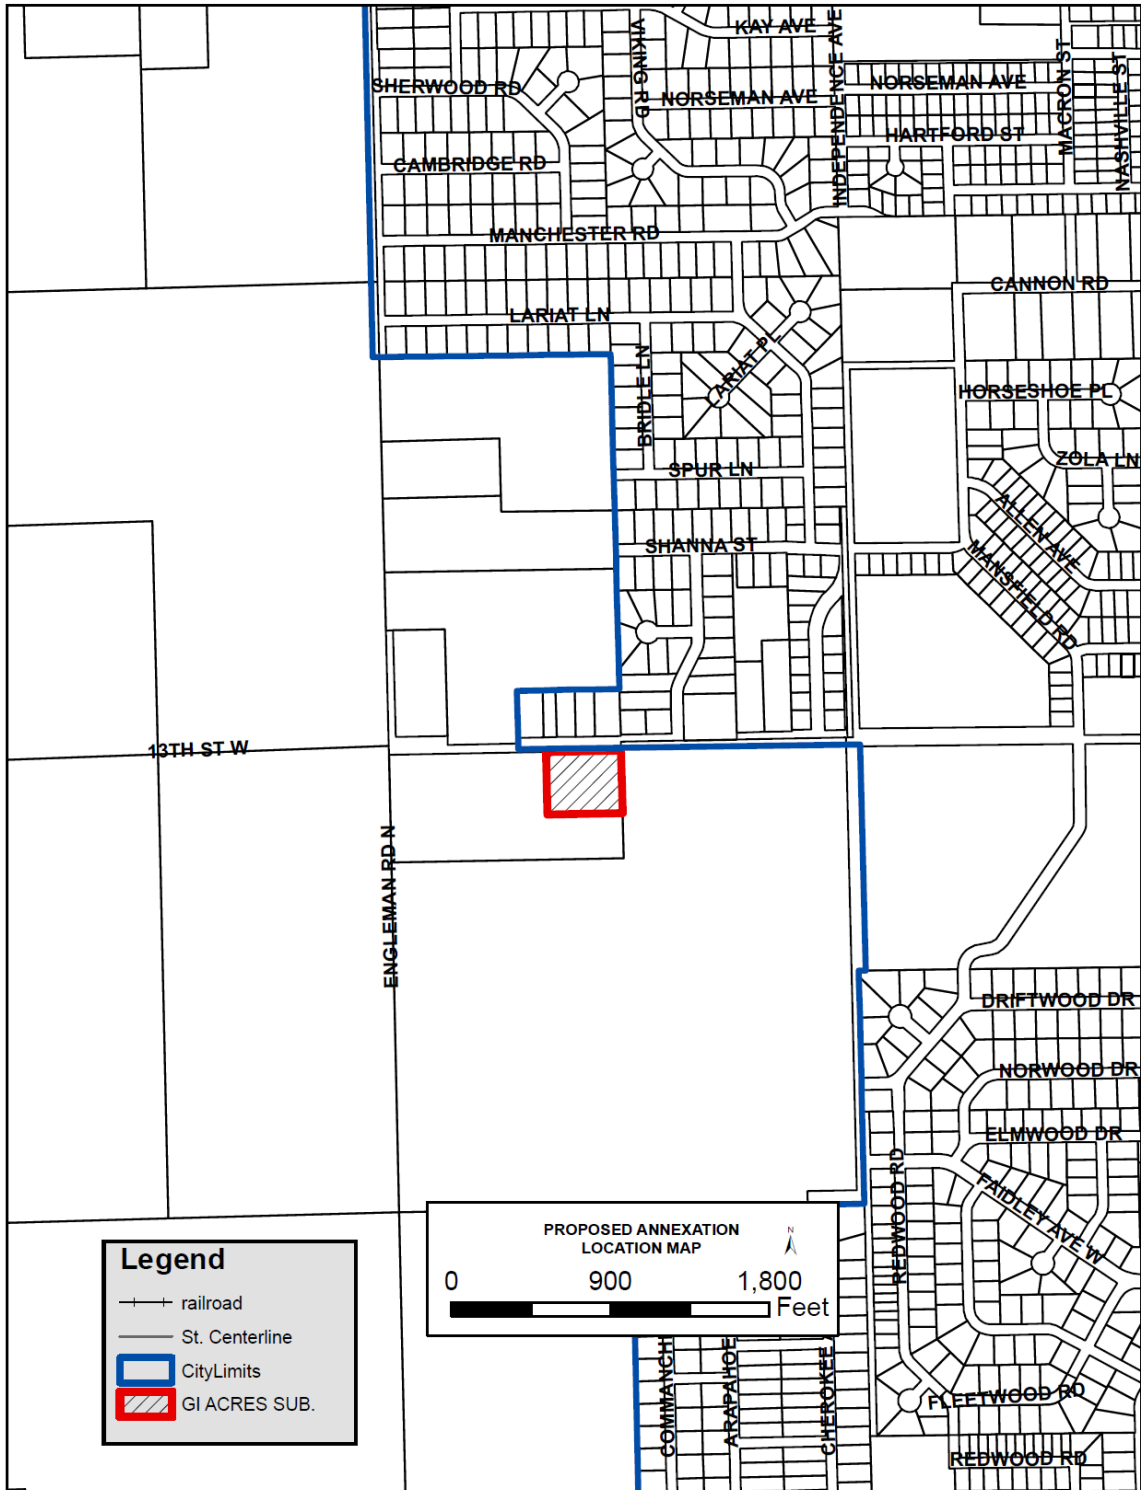 KAY AVE
VIKING RD
INDEPENDENCE AVE
MACRON ST
NASHVILLE ST
SHERWOOD RD
NORSEMAN AVE
NORSEMAN AVE
HARTFORD ST
CAMBRIDGE RD
MANCHESTER RD
CANNON RD
LARIAT LN
LARIAT PL
BRIDLE LN
HORSESHOE PL
SPUR LN
ZOLA LN
ALLEN AVE
SHANNA ST
MANSFIELD RD
13TH ST W
ENGLEMAN RD N
DRIFTWOOD DR
NORWOOD DR
ELMWOOD DR
REDWOOD RD
FAIDLEY AVE W
PROPOSED ANNEXATION
LOCATION MAP
N
0 900 1,800
Feet
Legend
railroad
St. Centerline
CityLimits
GI ACRES SUB.
COMMANCH
ARAPAHOE
CHEROKEE
FLEETWOOD RD
REDWOOD RD